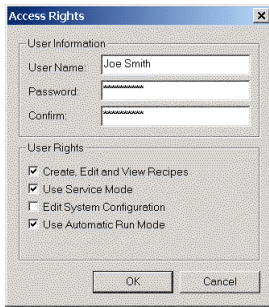 Access Rights
User Information
User Name: Joe Smith
Password: **********
Confirm: **********
User Rights
Create, Edit and View Recipes
Use Service Mode
Edit System Configuration
Use Automatic Run Mode
OK Cancel